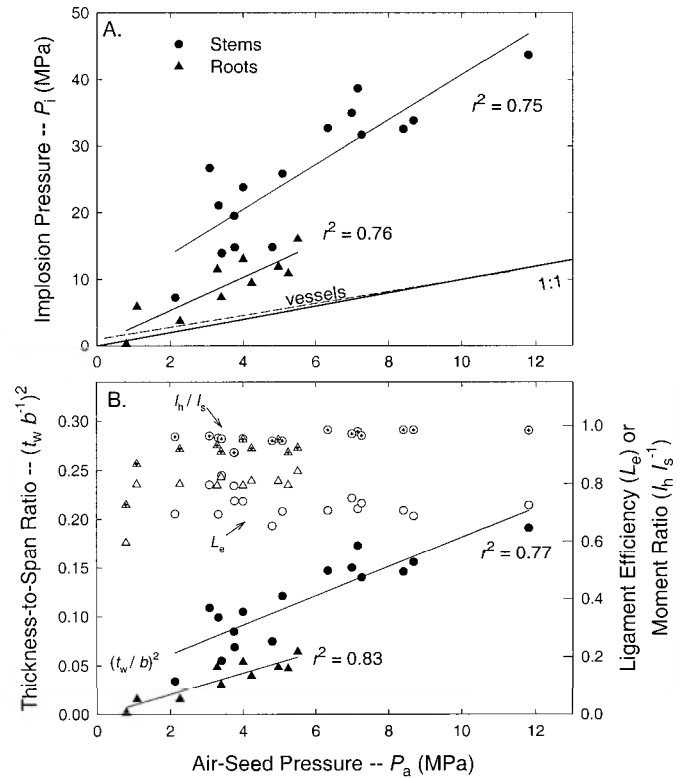 A.
● Stems
▲ Roots
Implosion Pressure -- Pi (MPa)
50
40
30
20
10
0
r² = 0.75
r² = 0.76
vessels
1:1
0 2 4 6 8 10 12
B.
Thickness-to-Span Ratio -- (tw b⁻¹)²
0.30
0.25
0.20
0.15
0.10
0.05
0.00
Ih / Is
Le
(tw / b)²
r² = 0.77
r² = 0.83
1.0
0.8
0.6
0.4
0.2
0.0
Ligament Efficiency (Le) or
Moment Ratio (Ih Is⁻¹)
0 2 4 6 8 10 12
Air-Seed Pressure -- Pa (MPa)